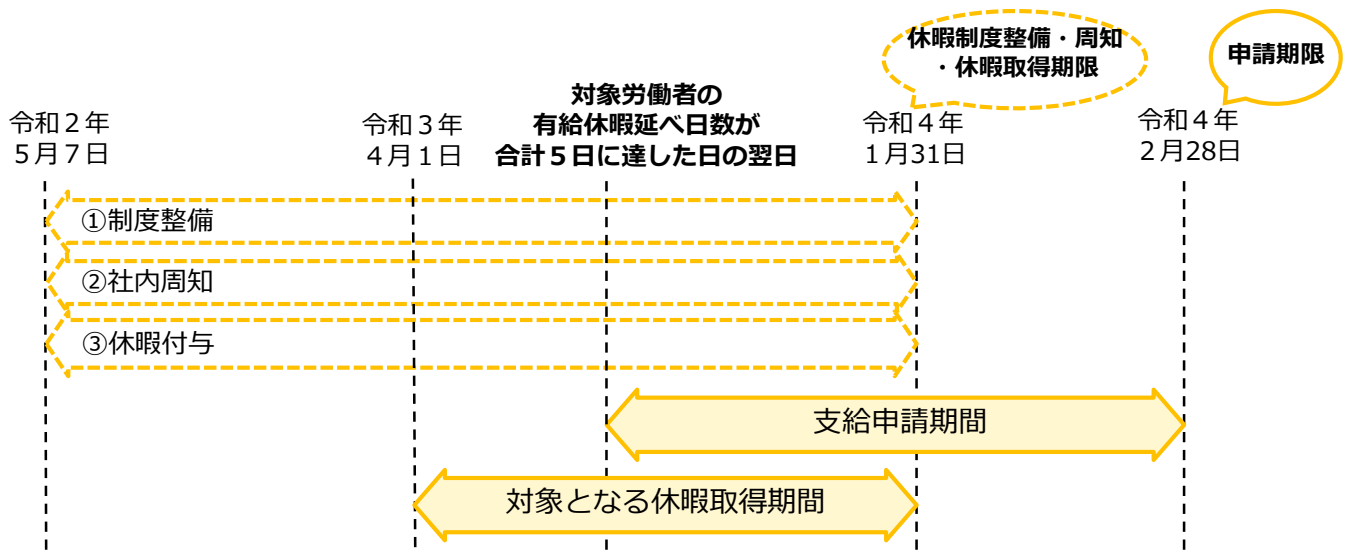 休暇制度整備・周知
・休暇取得期限
申請期限
対象労働者の
有給休暇延べ日数が
合計５日に達した日の翌日
令和２年
５月７日
令和３年
４月１日
令和４年
１月31日
令和４年
２月28日
①制度整備
②社内周知
③休暇付与
支給申請期間
対象となる休暇取得期間